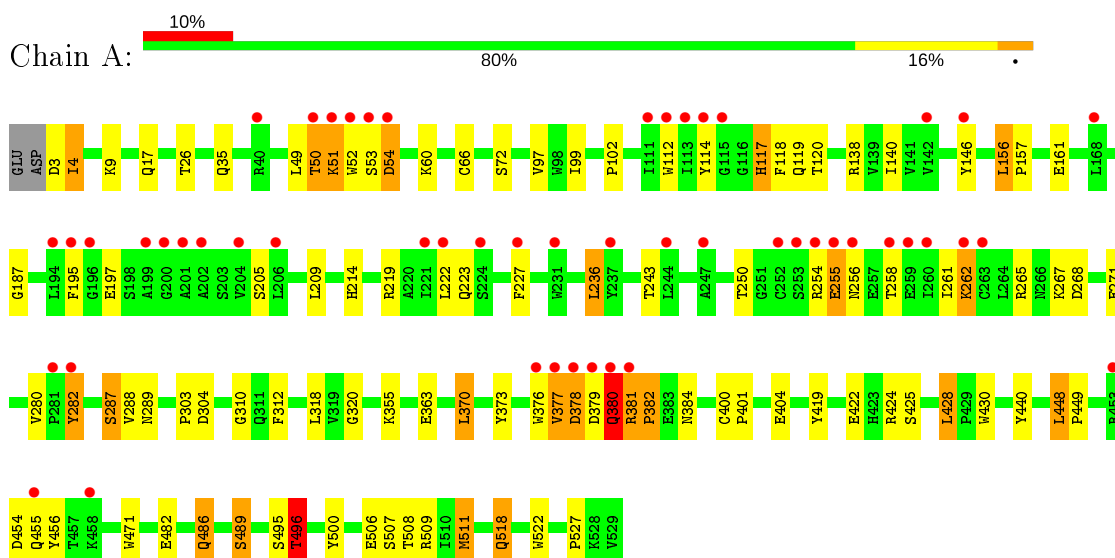 10%
Chain A:
80% 16% •
GLU ASP D3 I4 K9 Q17 T26 Q35 R40 L49 T50 K51 W52 S53 D54 K60 C66 S72 V97 W98 I99 P102 I111 W112 I113 Y114 G115 G116 H117 F118 Q119 T120 R138 V139 I140 V141 V142 Y146 L156 P157 E161 L168
G187 L194 F195 G196 E197 S198 A199 G200 A201 A202 S203 V204 S205 L206 L209 H214 R219 A220 I221 L222 Q223 S224 F227 W231 L236 Y237 T243 L244 A247 T250 G251 C252 S253 R254 E255 N256 E257 T258 E259 I260 I261 K262 C263 L264 R265 N266 K267 D268
V280 P281 Y282 S287 V288 N289 P303 D304 G310 Q311 F312 L318 V319 G320 K355 E363 L370 Y373 W376 V377 D378 D379 Q380 R381 P382 E383 N384 C400 P401 E404 Y419 E422 H423 R424 S425 L428 P429 W430 Y440 L448 P449 R453
D454 Q455 Y456 T457 K458 W471 E482 Q486 S489 S495 T496 Y500 E506 S507 T508 R509 I510 M511 Q518 W522 P527 K528 V529